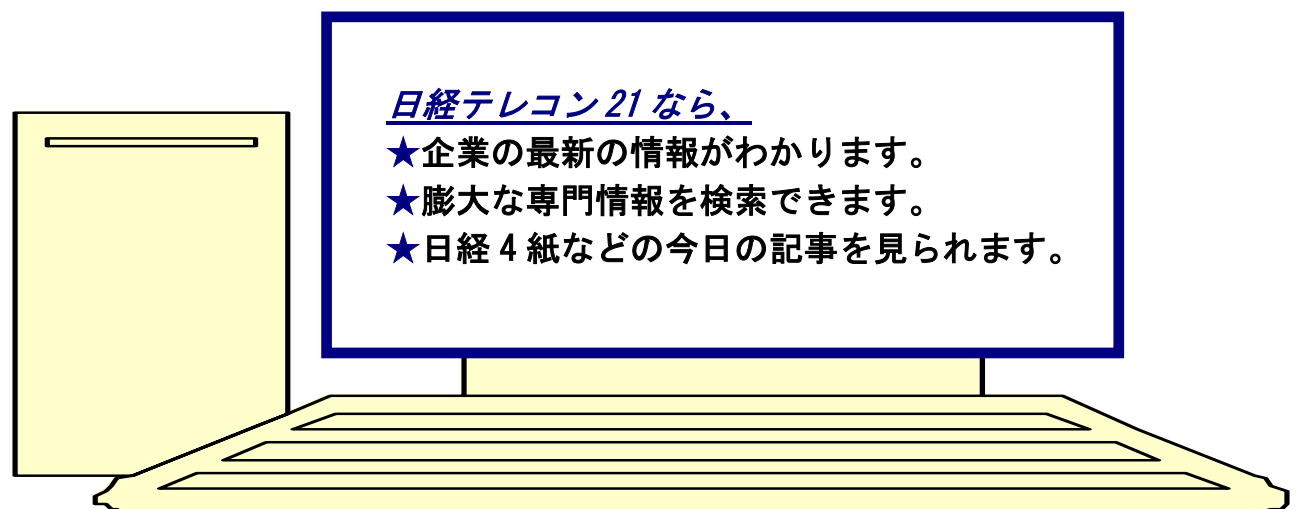 日経テレコン21なら、
★企業の最新の情報がわかります。
★膨大な専門情報を検索できます。
★日経4紙などの今日の記事を見られます。